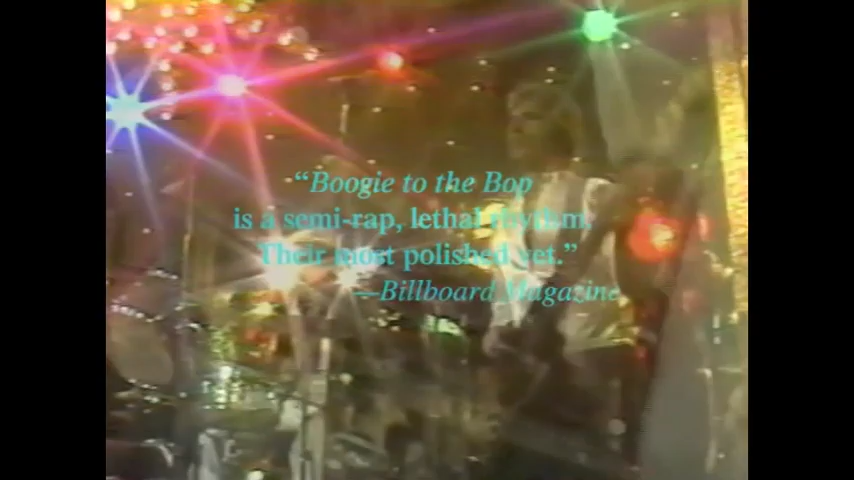 “Boogie to the Bop
is a semi-rap, lethal rhythm.
Their most polished yet.”
—Billboard Magazine